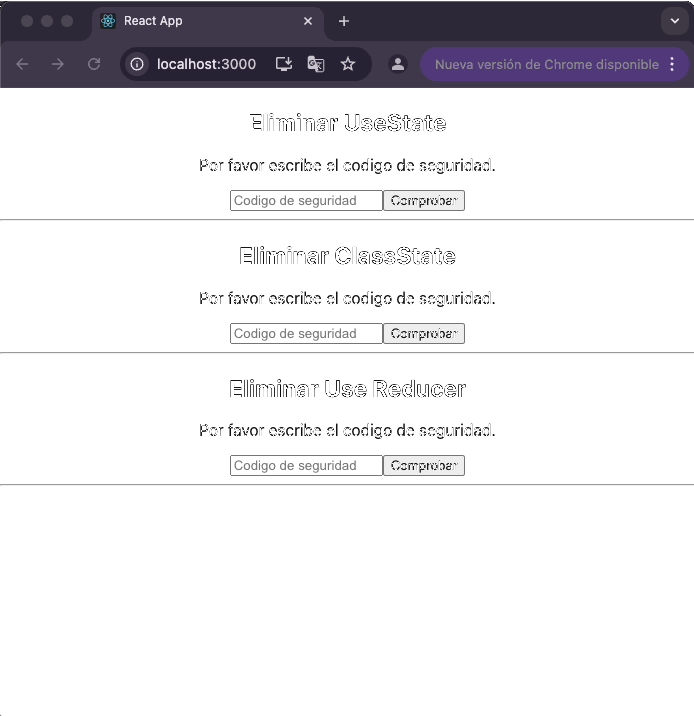 React App
localhost:3000
Nueva versión de Chrome disponible
Eliminar UseState
Por favor escribe el codigo de seguridad.
Codigo de seguridad Comprobar
Eliminar ClassState
Por favor escribe el codigo de seguridad.
Codigo de seguridad Comprobar
Eliminar Use Reducer
Por favor escribe el codigo de seguridad.
Codigo de seguridad Comprobar